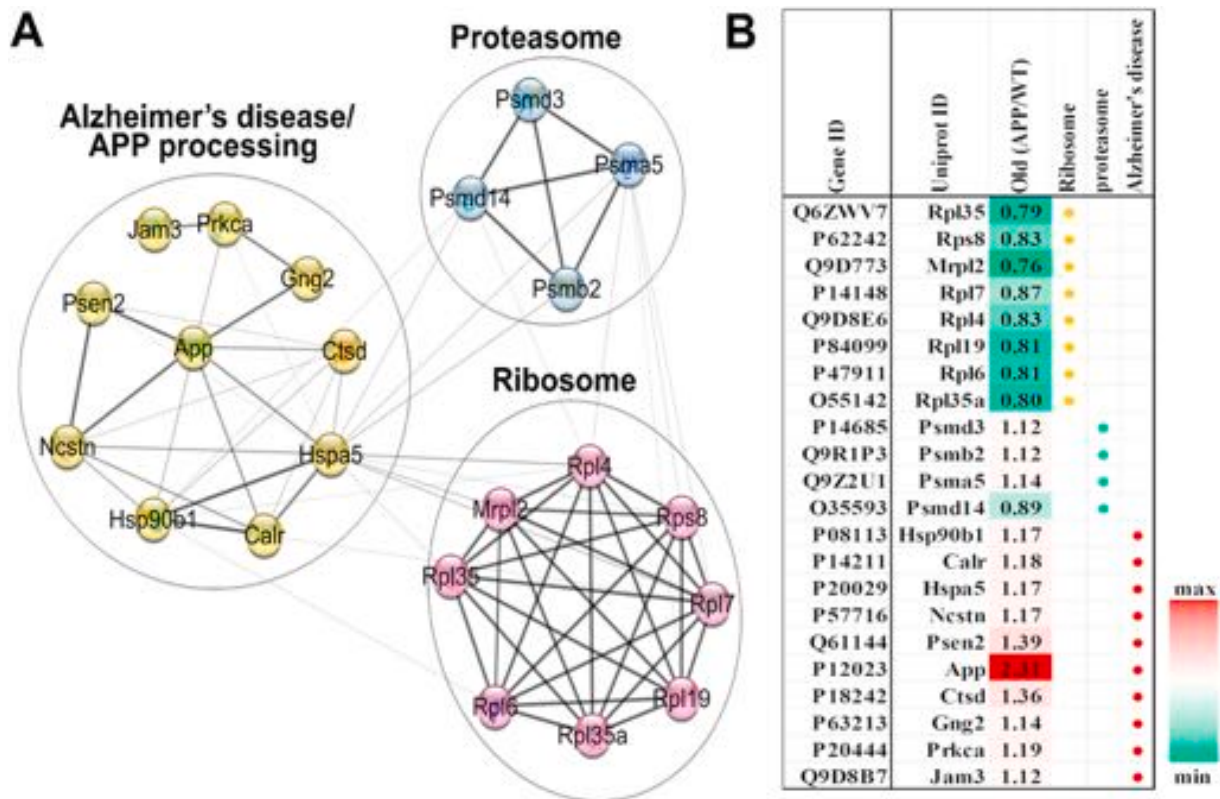 A
Proteasome
Psmd3
Psma5
Psmd14
Psmb2
Alzheimer's disease/
APP processing
Jam3
Prkca
Gng2
Psen2
App
Ctsd
Ncstn
Hspa5
Hsp90b1
Calr
Ribosome
Rpl4
Mrpl2
Rps8
Rpl35
Rpl7
Rpl6
Rpl19
Rpl35a
B
Gene ID Uniprot ID Old (APP/WT) Ribosome proteasome Alzheimer's disease
Q6ZWV7 Rpl35 0.79
P62242 Rps8 0.83
Q9D773 Mrpl2 0.76
P14148 Rpl7 0.87
Q9D8E6 Rpl4 0.83
P84099 Rpl19 0.81
P47911 Rpl6 0.81
O55142 Rpl35a 0.80
P14685 Psmd3 1.12
Q9R1P3 Psmb2 1.12
Q9Z2U1 Psma5 1.14
O35593 Psmd14 0.89
P08113 Hsp90b1 1.17
P14211 Calr 1.18
P20029 Hspa5 1.17
P57716 Ncstn 1.17
Q61144 Psen2 1.39
P12023 App
P18242 Ctsd 1.36
P63213 Gng2 1.14
P20444 Prkca 1.19
Q9D8B7 Jam3 1.12
max
min